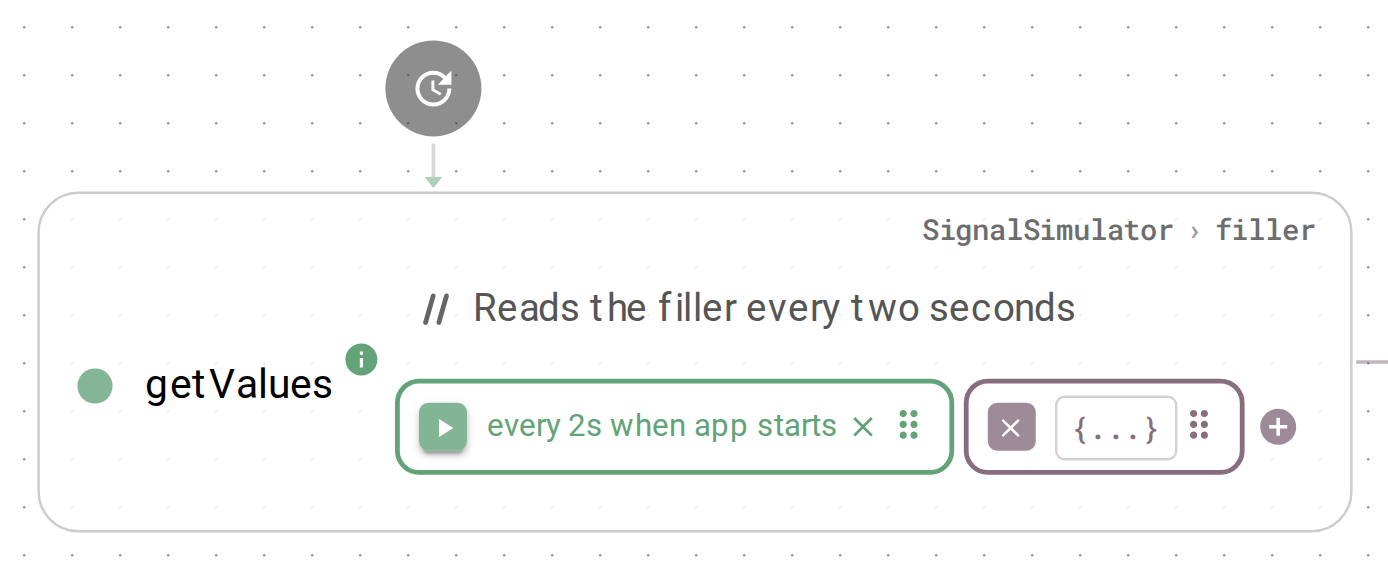 SignalSimulator › filler
// Reads the filler every two seconds
getValues
every 2s when app starts
{...}